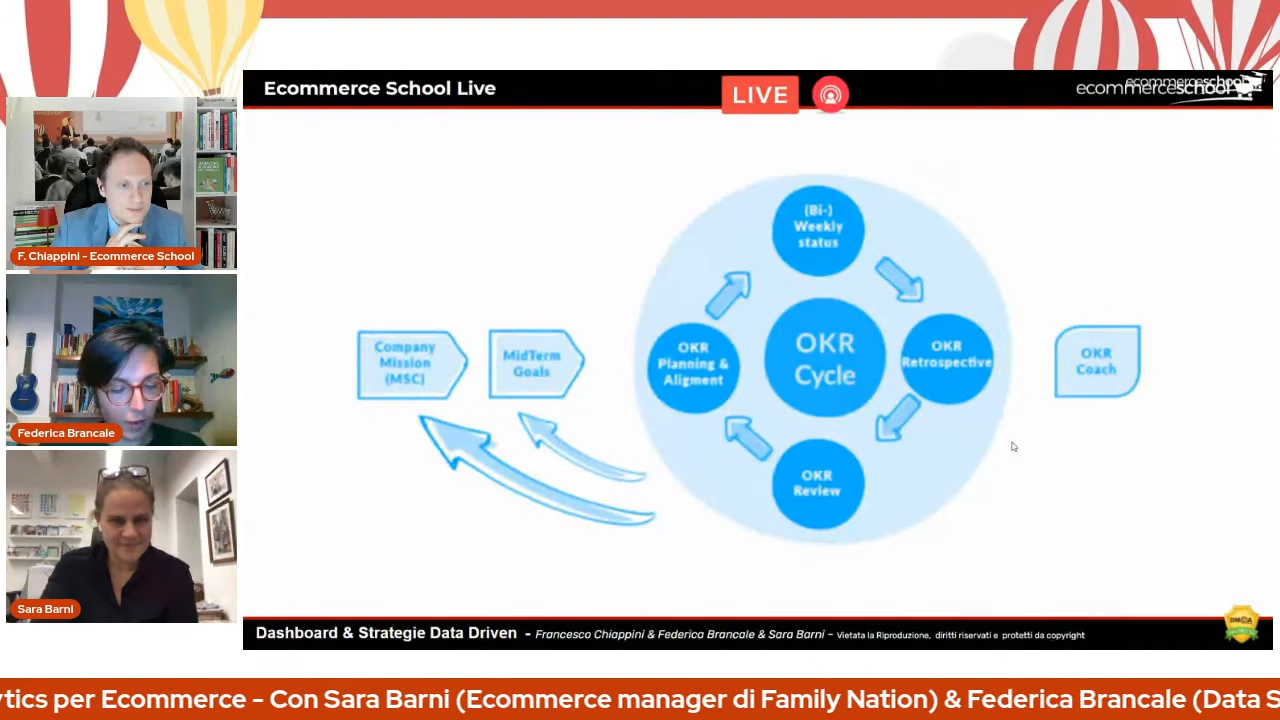 Ecommerce School Live
LIVE
ecommerceschool
ecommerceschool
F. Chiappini - Ecommerce School
Federica Brancale
Sara Barni
(Bi-)
Weekly
status
Company
Mission
(MSC)
MidTerm
Goals
OKR
Planning &
Aligment
OKR
Cycle
OKR
Retrospective
OKR
Coach
OKR
Review
Dashboard & Strategie Data Driven - Francesco Chiappini & Federica Brancale & Sara Barni – Vietata la Riproduzione, diritti riservati e protetti da copyright
DMCA
ytics per Ecommerce - Con Sara Barni (Ecommerce manager di Family Nation) & Federica Brancale (Data S